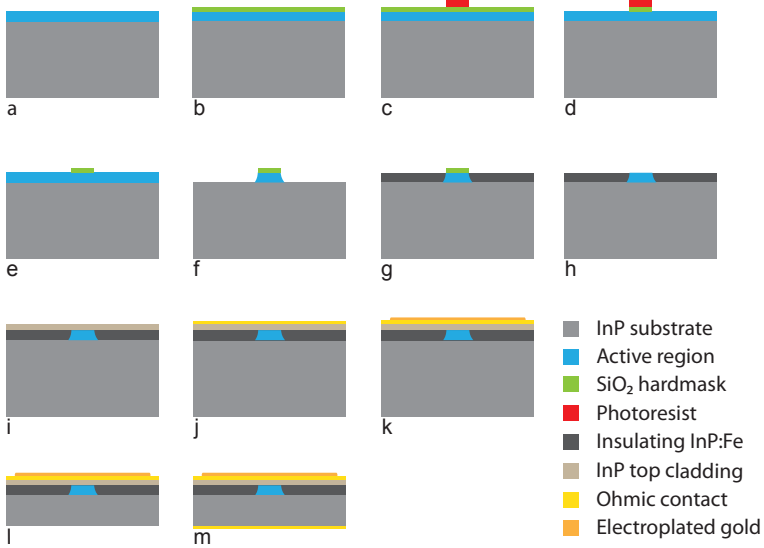 a
b
c
d
e
f
g
h
i
j
k
l
m
InP substrate
Active region
SiO₂ hardmask
Photoresist
Insulating InP:Fe
InP top cladding
Ohmic contact
Electroplated gold